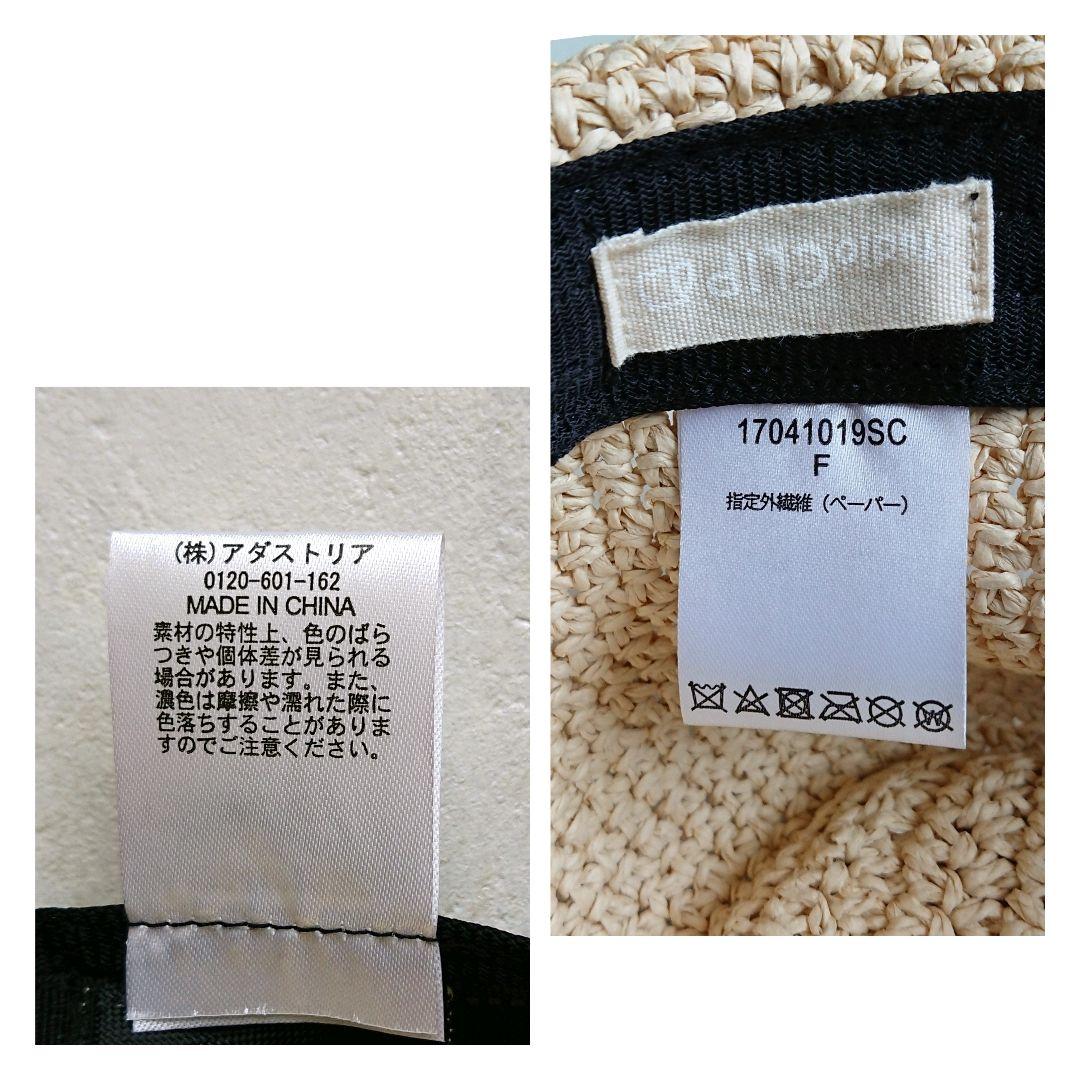 studio CLIP
17041019SC
F
指定外繊維（ペーパー）
(株)アダストリア
0120-601-162
MADE IN CHINA
素材の特性上、色のばら
つきや個体差が見られる
場合があります。また、
濃色は摩擦や濡れた際に
色落ちすることがありま
すのでご注意ください。